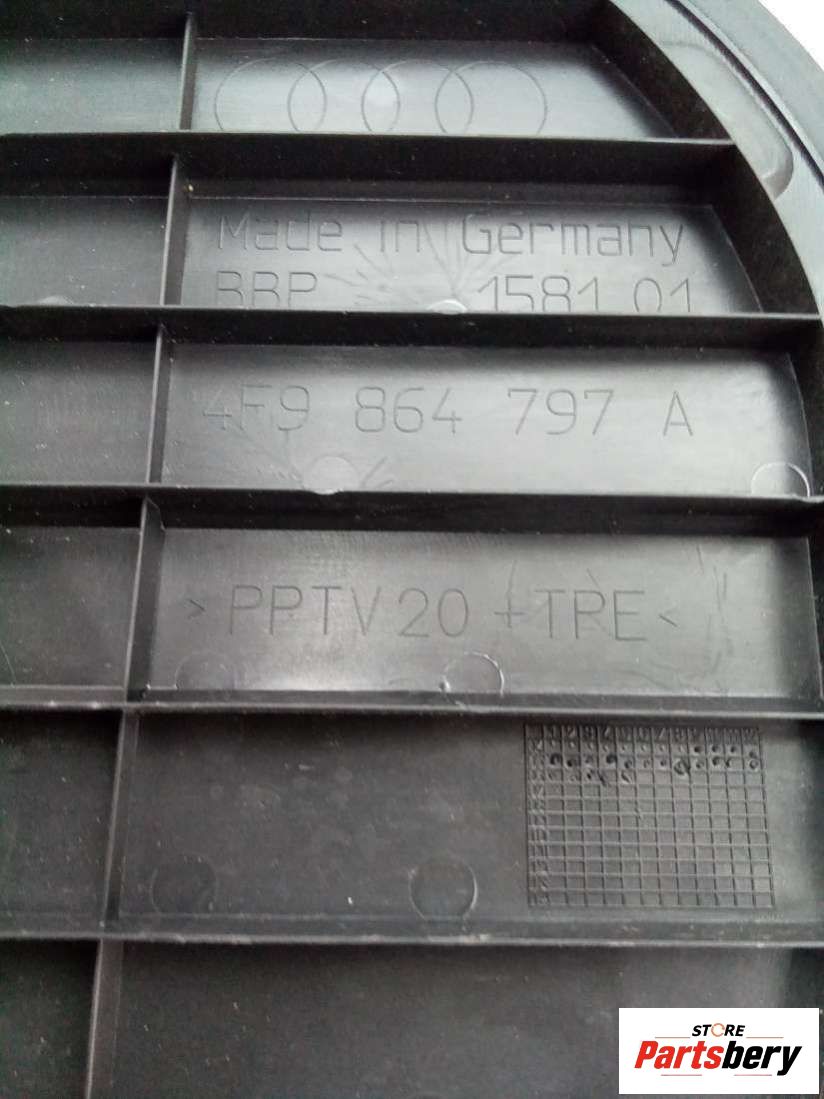 Made in Germany
BBP 1581 01
4F9 864 797 A
>PPTV20+TPE<
STORE
Partsbery